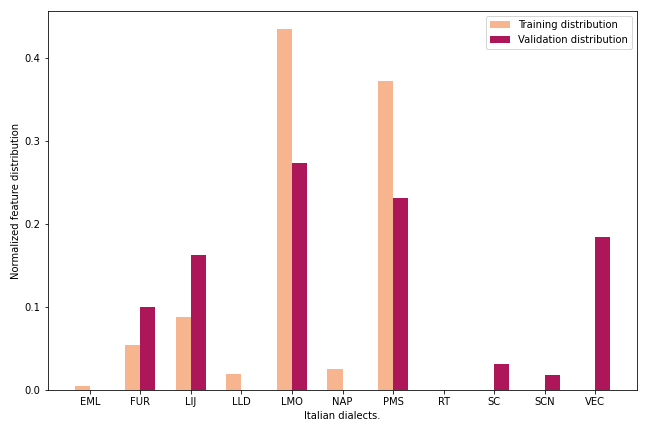 Training distribution
Validation distribution
Normalized feature distribution
0.4
0.3
0.2
0.1
0.0
EML FUR LIJ LLD LMO NAP PMS RT SC SCN VEC
Italian dialects.